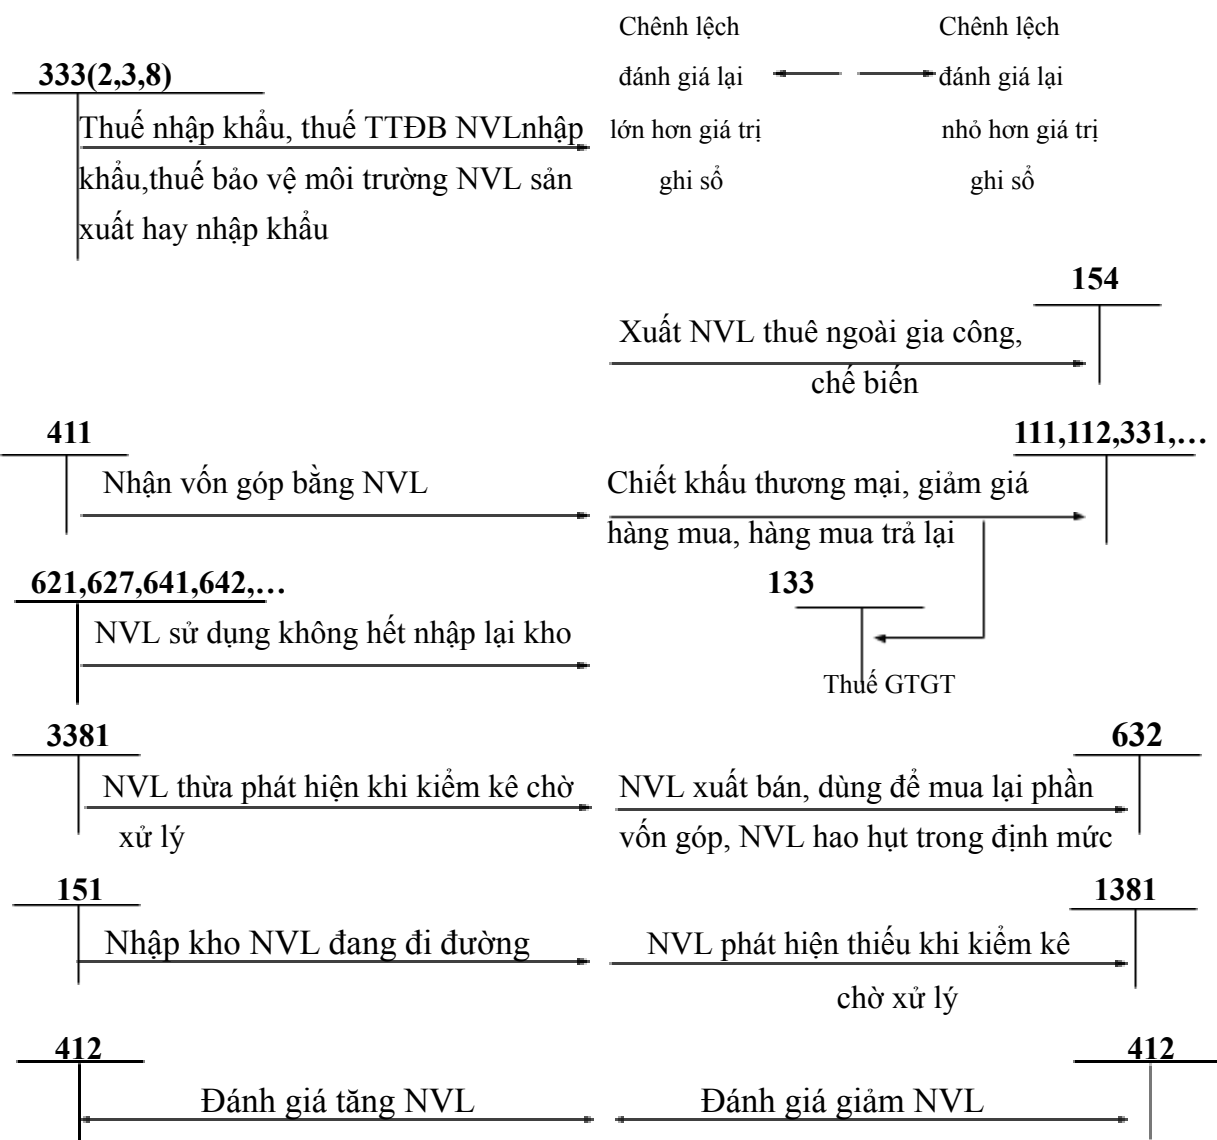 Chênh lệch
đánh giá lại
lớn hơn giá trị
ghi sổ
Chênh lệch
đánh giá lại
nhỏ hơn giá trị
ghi sổ
333(2,3,8)
Thuế nhập khẩu, thuế TTĐB NVLnhập
khẩu,thuế bảo vệ môi trường NVL sản
xuất hay nhập khẩu
154
Xuất NVL thuê ngoài gia công,
chế biến
411
Nhận vốn góp bằng NVL
111,112,331,…
Chiết khấu thương mại, giảm giá
hàng mua, hàng mua trả lại
621,627,641,642,…
NVL sử dụng không hết nhập lại kho
133
Thuế GTGT
3381
NVL thừa phát hiện khi kiểm kê chờ
xử lý
632
NVL xuất bán, dùng để mua lại phần
vốn góp, NVL hao hụt trong định mức
151
Nhập kho NVL đang đi đường
1381
NVL phát hiện thiếu khi kiểm kê
chờ xử lý
412
Đánh giá tăng NVL
412
Đánh giá giảm NVL